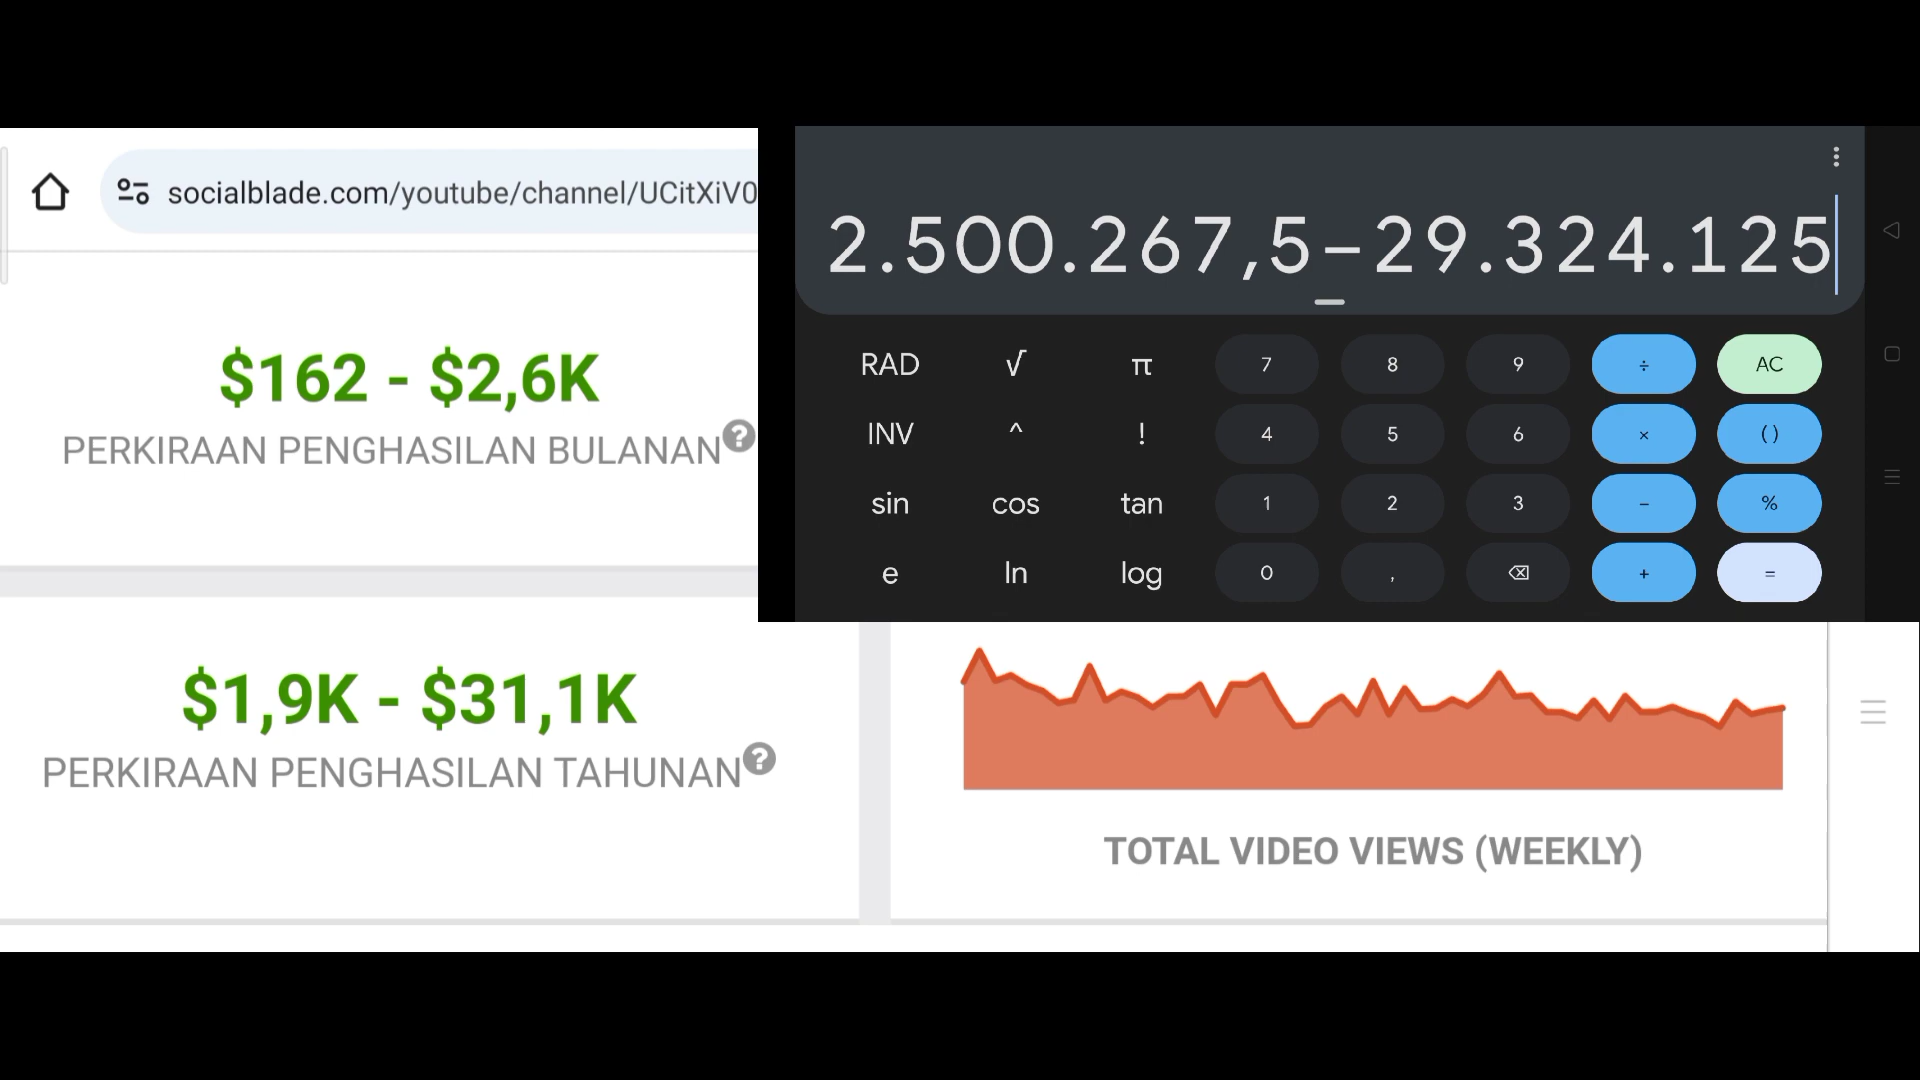 socialblade.com/youtube/channel/UCitXiV0
$162 - $2,6K
PERKIRAAN PENGHASILAN BULANAN?
$1,9K - $31,1K
PERKIRAAN PENGHASILAN TAHUNAN?
2.500.267,5−29.324.125
RAD √ π 7 8 9 ÷ AC
INV ^ ! 4 5 6 × ( )
sin cos tan 1 2 3 − %
e ln log 0 , + =
TOTAL VIDEO VIEWS (WEEKLY)